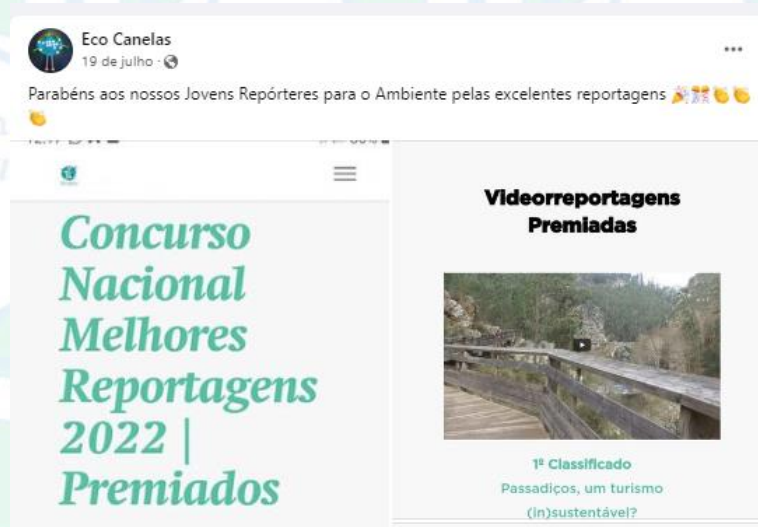 Eco Canelas
19 de julho ·
Parabéns aos nossos Jovens Repórteres para o Ambiente pelas excelentes reportagens 🎉🎊👏👏
👏
Concurso
Nacional
Melhores
Reportagens
2022 |
Premiados
Videorreportagens
Premiadas
1º Classificado
Passadiços, um turismo
(in)sustentável?